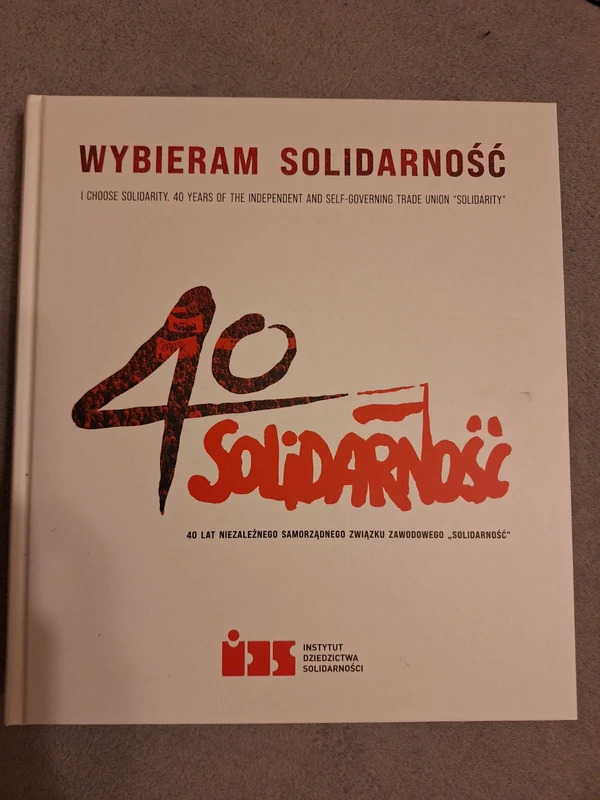 WYBIERAM SOLIDARNOŚĆ
I CHOOSE SOLIDARITY. 40 YEARS OF THE INDEPENDENT AND SELF-GOVERNING TRADE UNION "SOLIDARITY"
40
SOLIDARNOŚĆ
40 LAT NIEZALEŻNEGO SAMORZĄDNEGO ZWIĄZKU ZAWODOWEGO „SOLIDARNOŚĆ"
iDS INSTYTUT
DZIEDZICTWA
SOLIDARNOŚCI